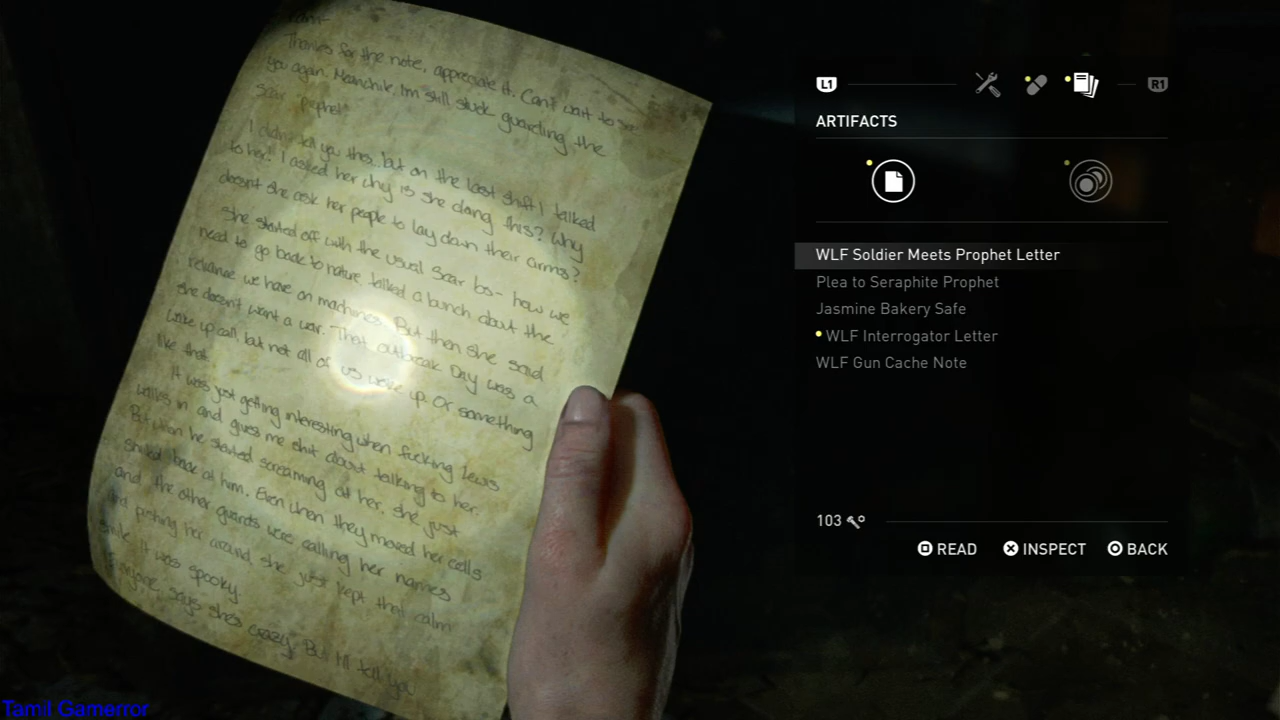 Thanks for the note, appreciate it. Can't wait to see
you again. Meanwhile, I'm still stuck guarding the
Scar prophet.
I didn't tell you this, but on the last shift I talked
to her. I asked her why is she doing this? Why
doesn't she ask her people to lay down their arms?
She started off with the usual Scar bs- how we
need to go back to nature, talked a bunch about the
reliance we have on machines. But then she said
she doesn't want a war. That outbreak Day was a
wake up call, but not all of us woke up. Or something
like that.
It was just getting interesting when fucking Lewis
walks in and gives me shit about talking to her.
But when he started screaming at her, she just
smiled back at him. Even when they moved her cells
and the other guards were calling her names
and pushing her around, she just kept that calm
smile. It was spooky.
anyone, says she's crazy. But I'll tell you
L1
R1
ARTIFACTS
WLF Soldier Meets Prophet Letter
Plea to Seraphite Prophet
Jasmine Bakery Safe
WLF Interrogator Letter
WLF Gun Cache Note
103
READ INSPECT BACK
Tamil Gamerror